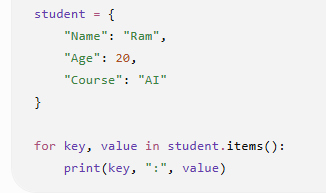 student = {
    "Name": "Ram",
    "Age": 20,
    "Course": "AI"
}
for key, value in student.items():
    print(key, ":", value)